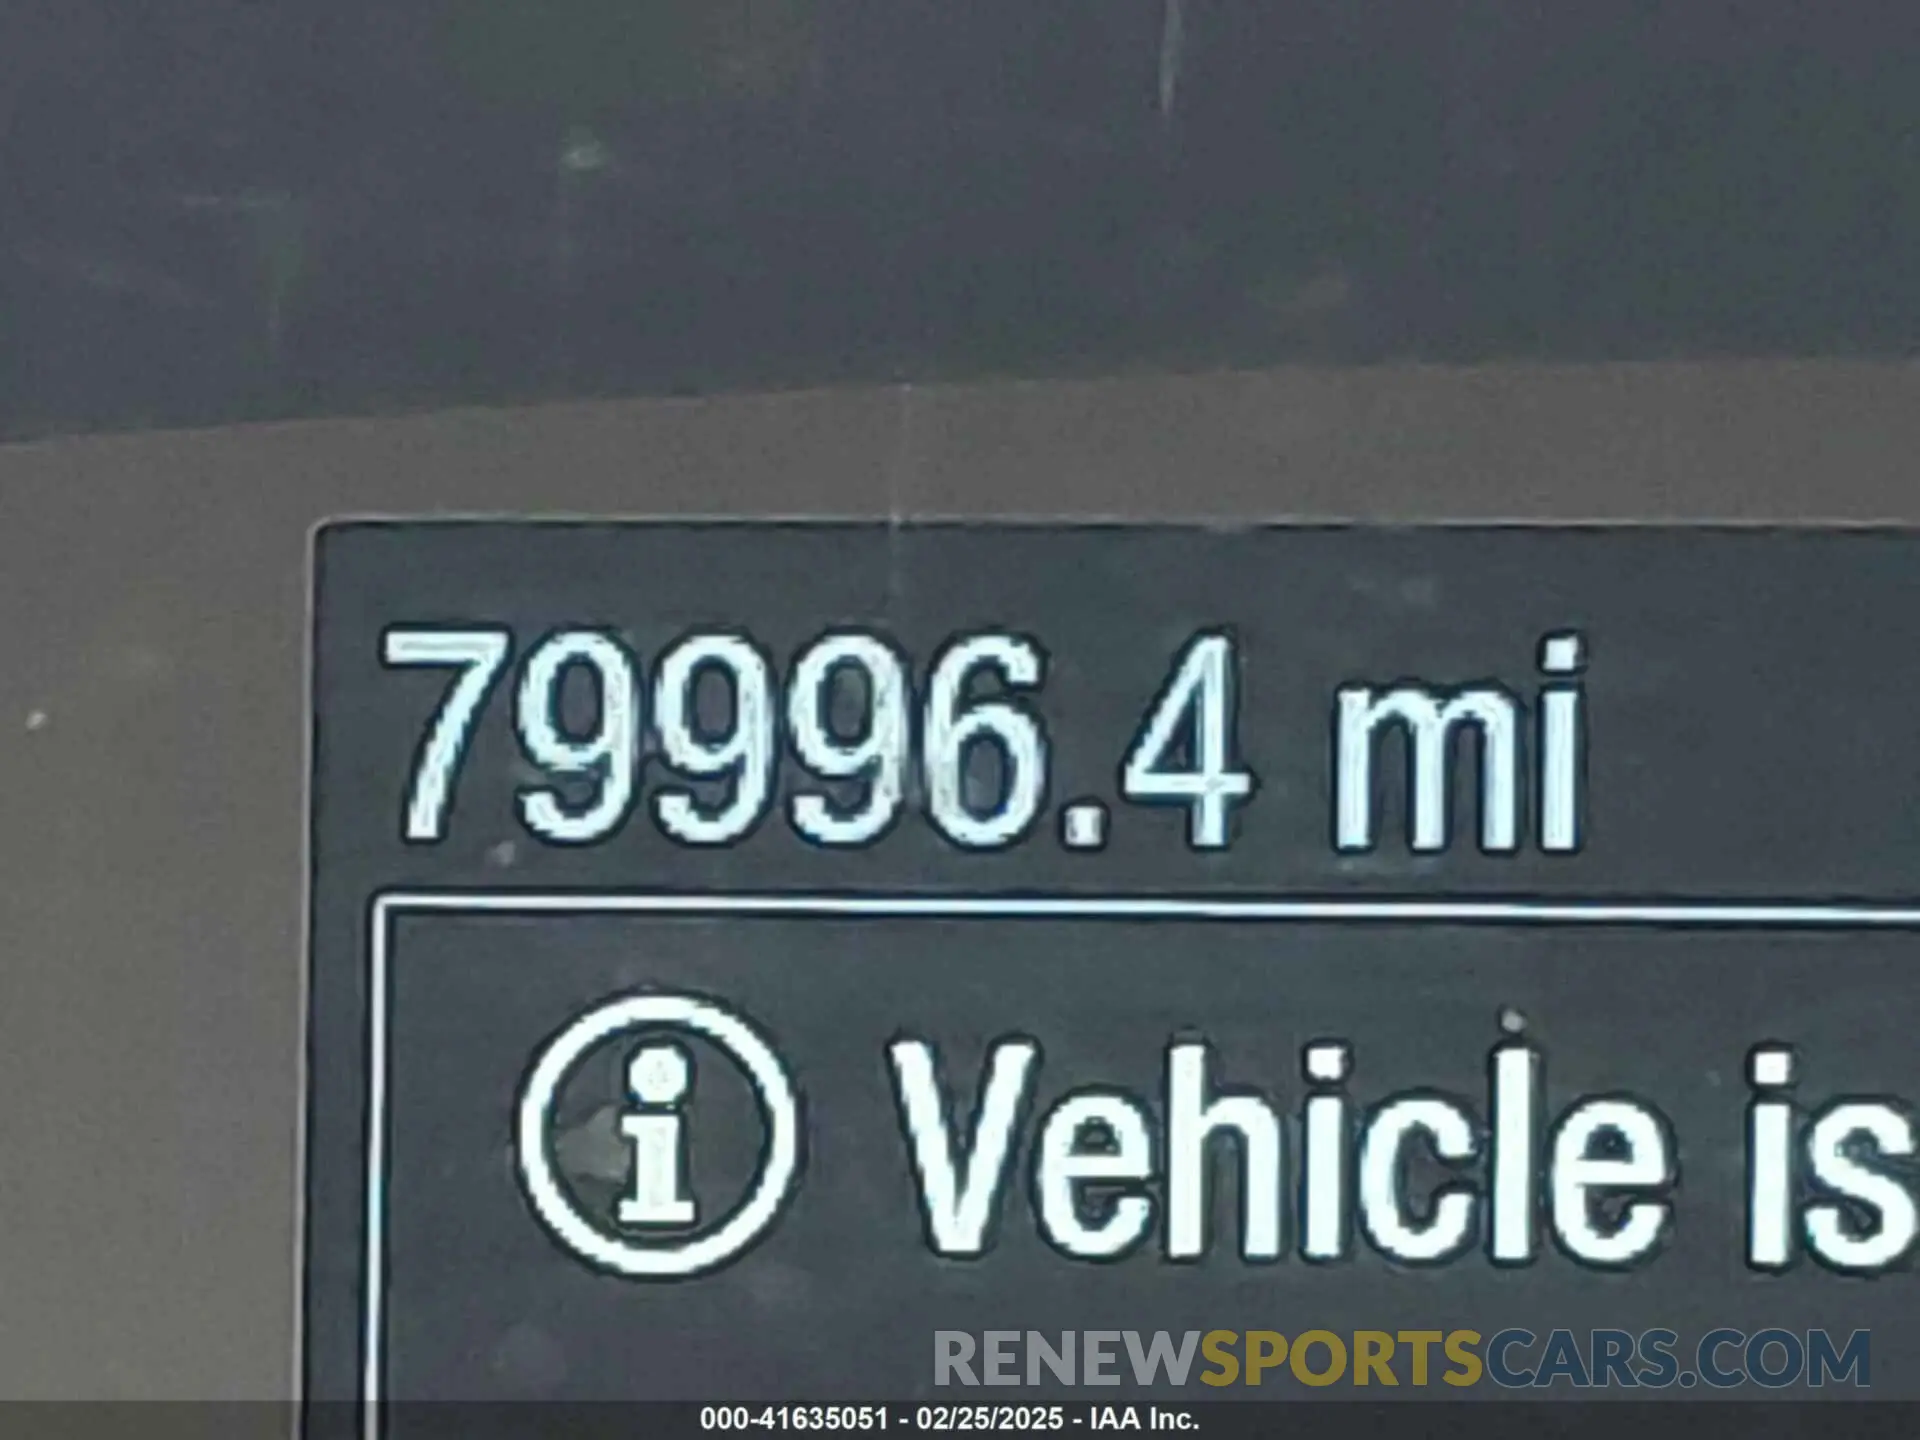 79996.4 mi
i Vehicle is
RENEWSPORTSCARS.COM
000-41635051 - 02/25/2025 - IAA Inc.